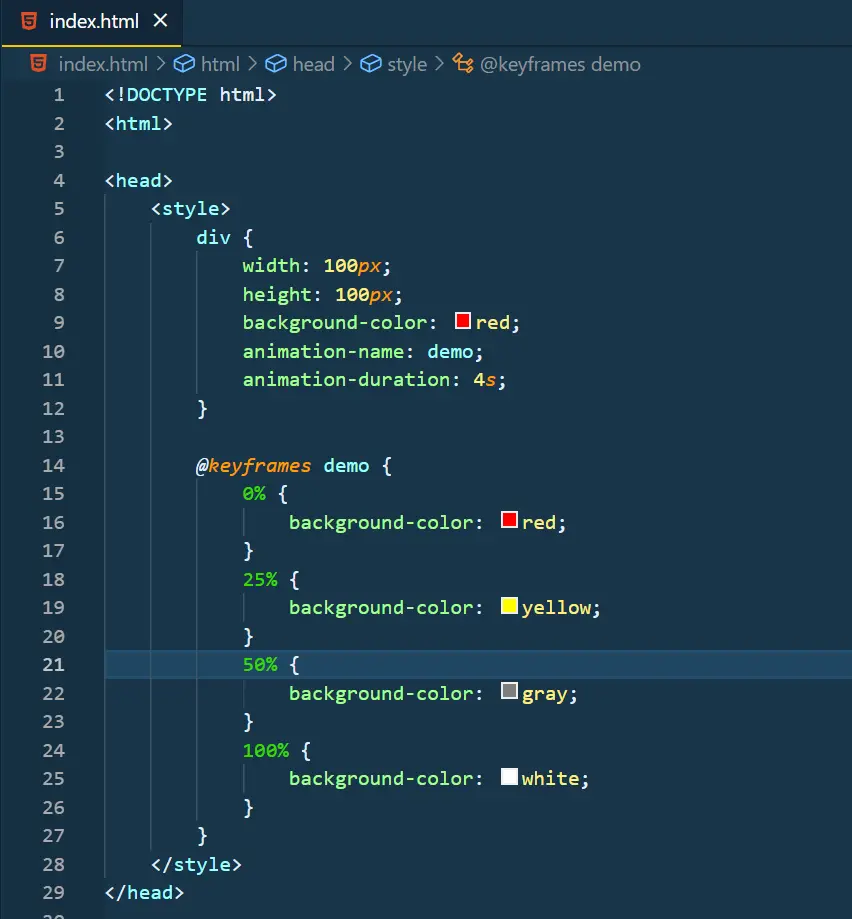 index.html ×
index.html > html > head > style > @keyframes demo
1 <!DOCTYPE html>
2 <html>
3
4 <head>
5     <style>
6         div {
7             width: 100px;
8             height: 100px;
9             background-color: red;
10             animation-name: demo;
11             animation-duration: 4s;
12         }
13
14         @keyframes demo {
15             0% {
16                 background-color: red;
17             }
18             25% {
19                 background-color: yellow;
20             }
21             50% {
22                 background-color: gray;
23             }
24             100% {
25                 background-color: white;
26             }
27         }
28     </style>
29 </head>